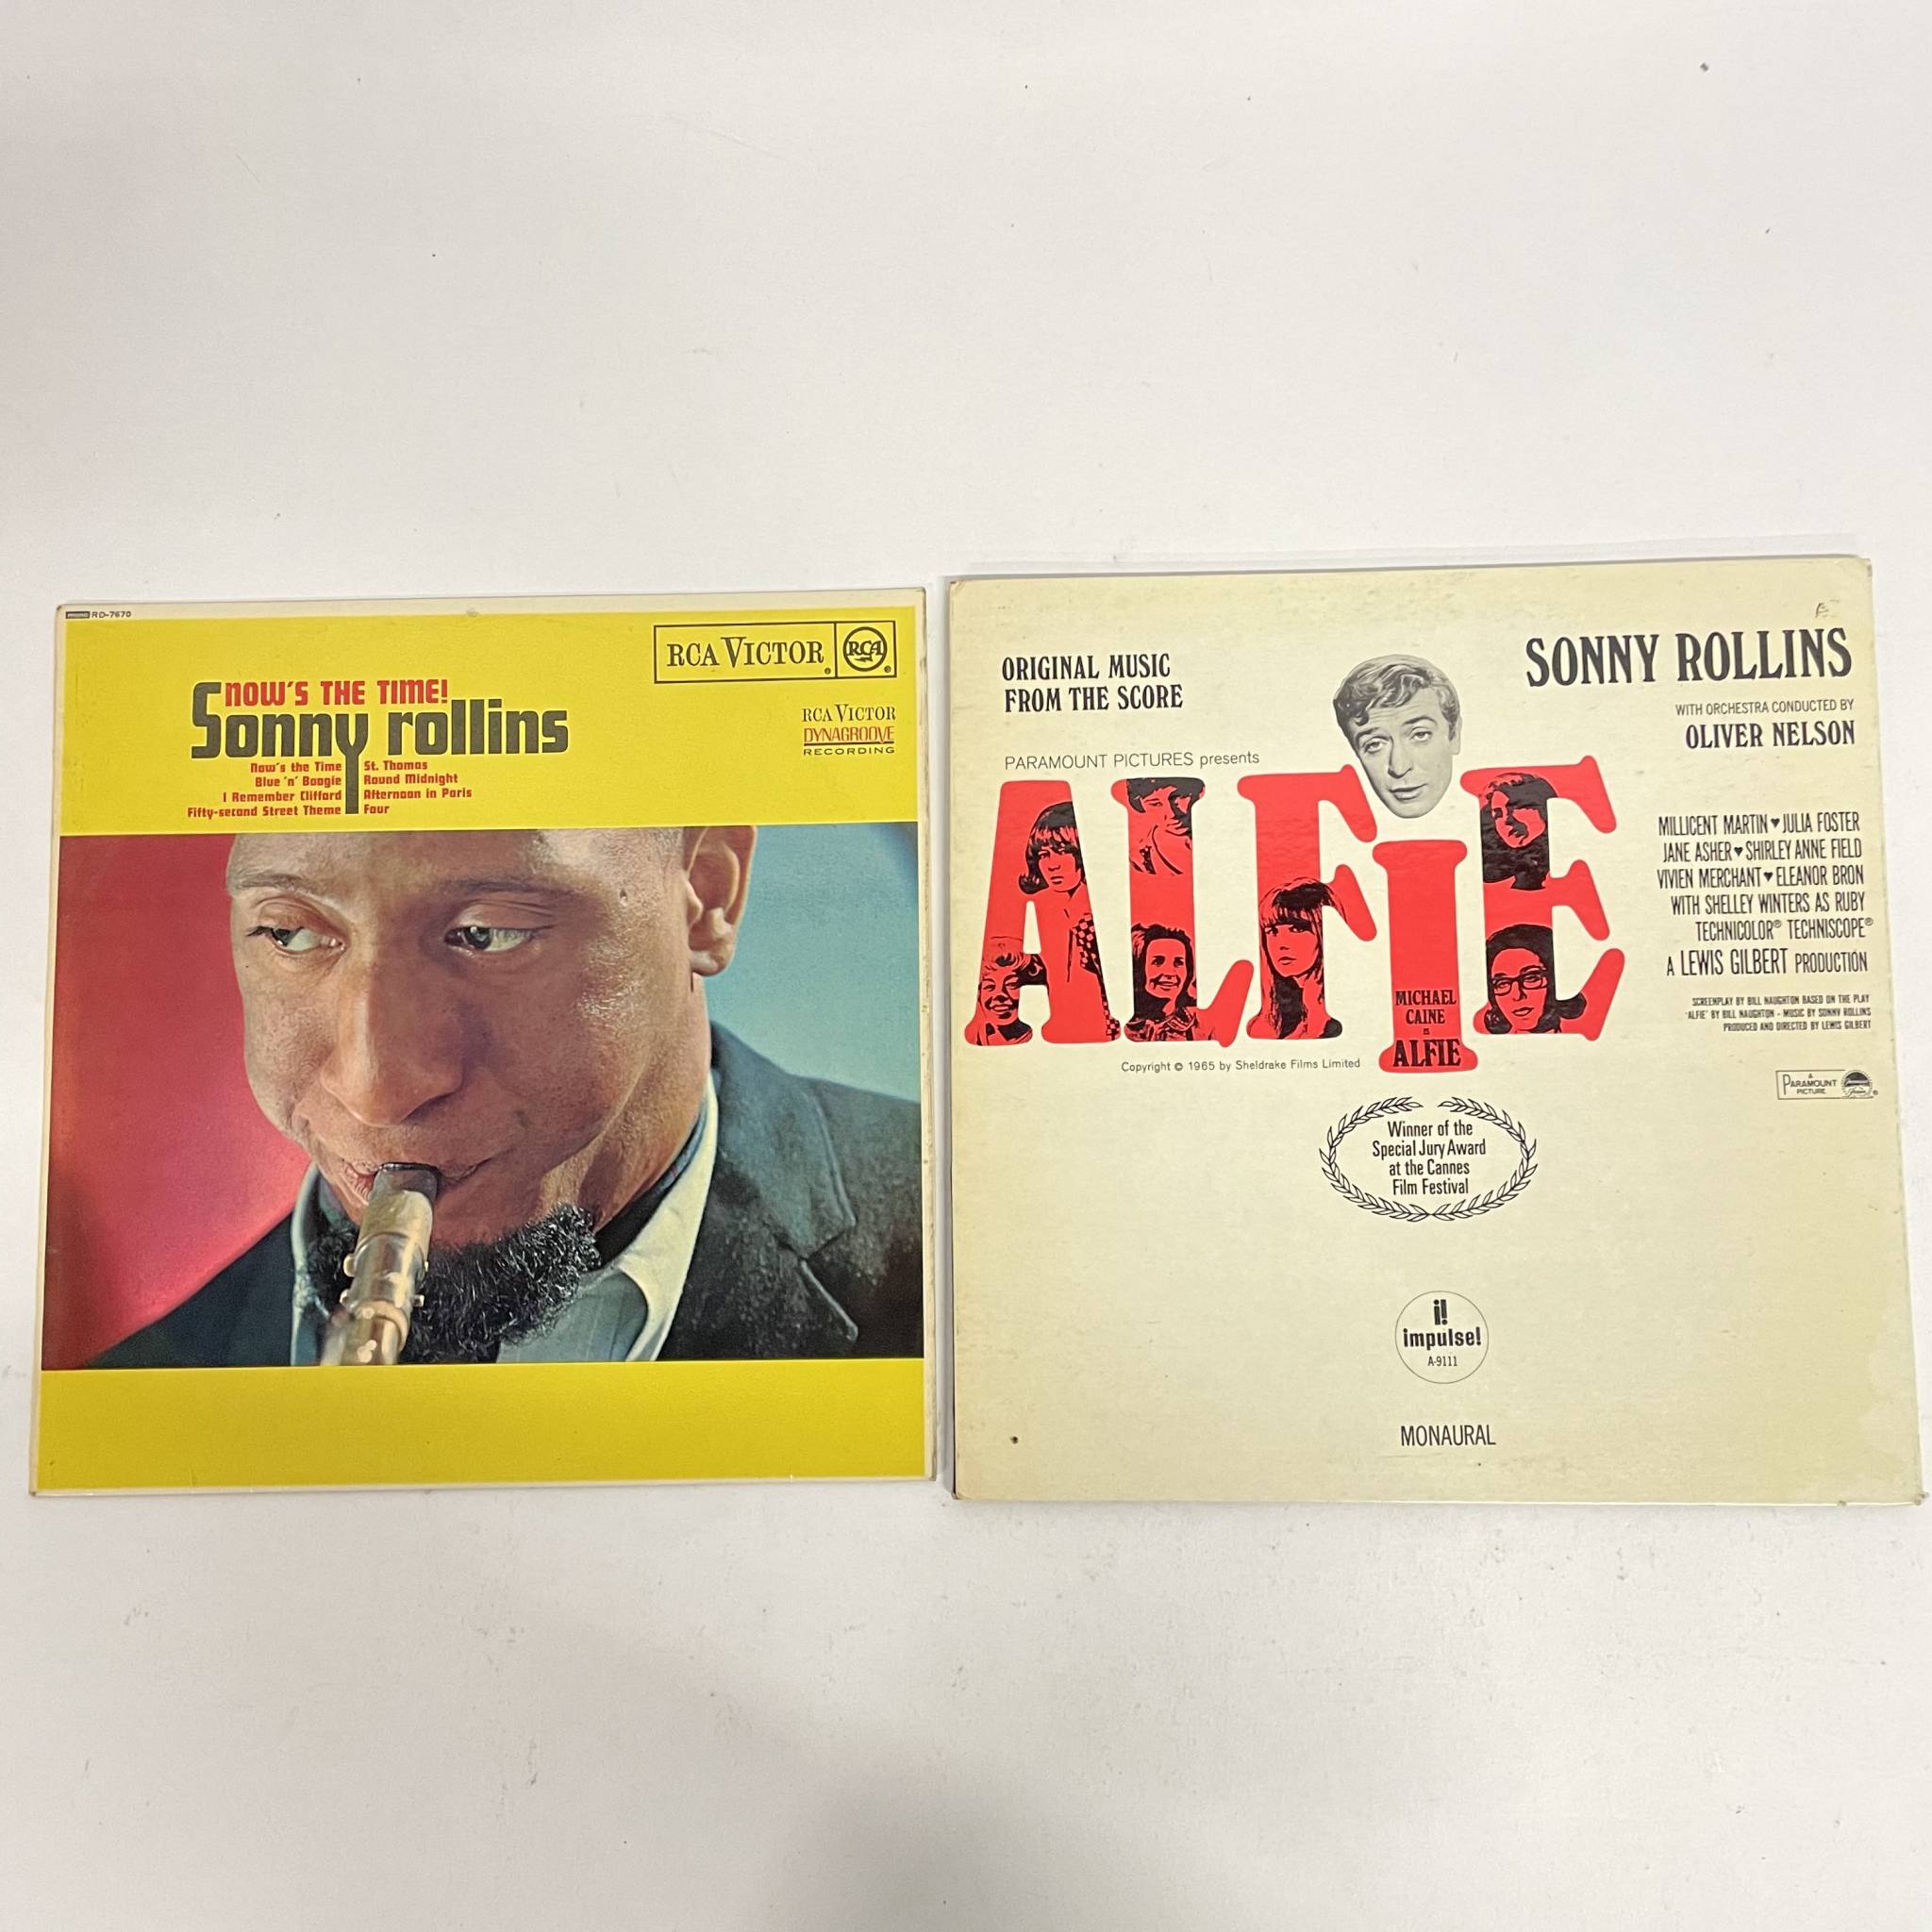 MONO RD-7670
RCA VICTOR RCA
NOW'S THE TIME!
Sonny rollins
RCA VICTOR
DYNAGROOVE
RECORDING
Now's the Time
Blue 'n' Boogie
I Remember Clifford
Fifty-second Street Theme
St. Thomas
Round Midnight
Afternoon in Paris
Four
ORIGINAL MUSIC
FROM THE SCORE
SONNY ROLLINS
WITH ORCHESTRA CONDUCTED BY
OLIVER NELSON
PARAMOUNT PICTURES presents
ALFIE
MICHAEL
CAINE
is
ALFIE
Copyright © 1965 by Sheldrake Films Limited
MILLICENT MARTIN ♥ JULIA FOSTER
JANE ASHER ♥ SHIRLEY ANNE FIELD
VIVIEN MERCHANT ♥ ELEANOR BRON
WITH SHELLEY WINTERS AS RUBY
TECHNICOLOR® TECHNISCOPE®
A LEWIS GILBERT PRODUCTION
SCREENPLAY BY BILL NAUGHTON BASED ON THE PLAY
'ALFIE' BY BILL NAUGHTON - MUSIC BY SONNY ROLLINS
PRODUCED AND DIRECTED BY LEWIS GILBERT
A
PARAMOUNT
PICTURE
Winner of the
Special Jury Award
at the Cannes
Film Festival
i!
impulse!
A-9111
MONAURAL